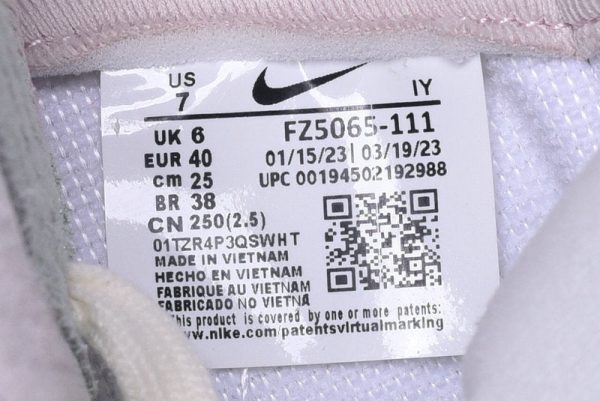 US
7
IY
UK 6
FZ5065-111
EUR 40
01/15/23 | 03/19/23
cm 25
UPC 00194502192988
BR 38
CN 250(2.5)
01TZR4P3QSWHT
MADE IN VIETNAM
HECHO EN VIETNAM
FABRIQUE AU VIETNAM
FABRICADO NO VIETNA
This product is covered by one or more patents:
www.nike.com/patentsvirtualmarking